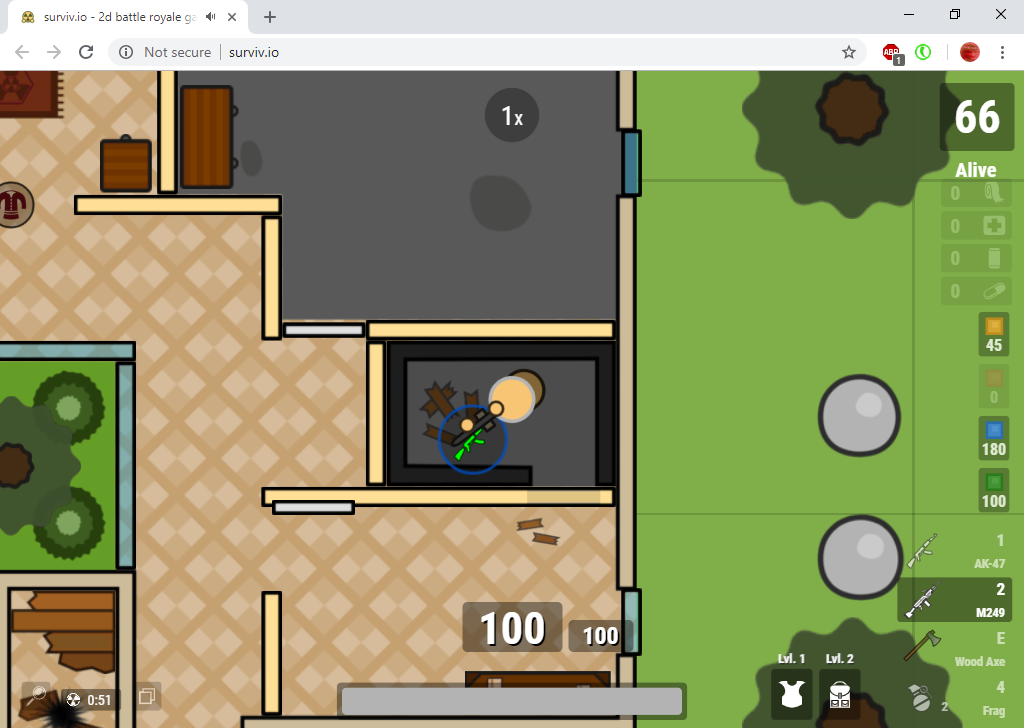 surviv.io - 2d battle royale ga
Not secure
surviv.io
ABP
1
1x
66
Alive
0
0
0
0
45
0
180
100
1
AK-47
2
M249
E
Wood Axe
4
2
Frag
100
100
Lvl. 1
Lvl. 2
0:51